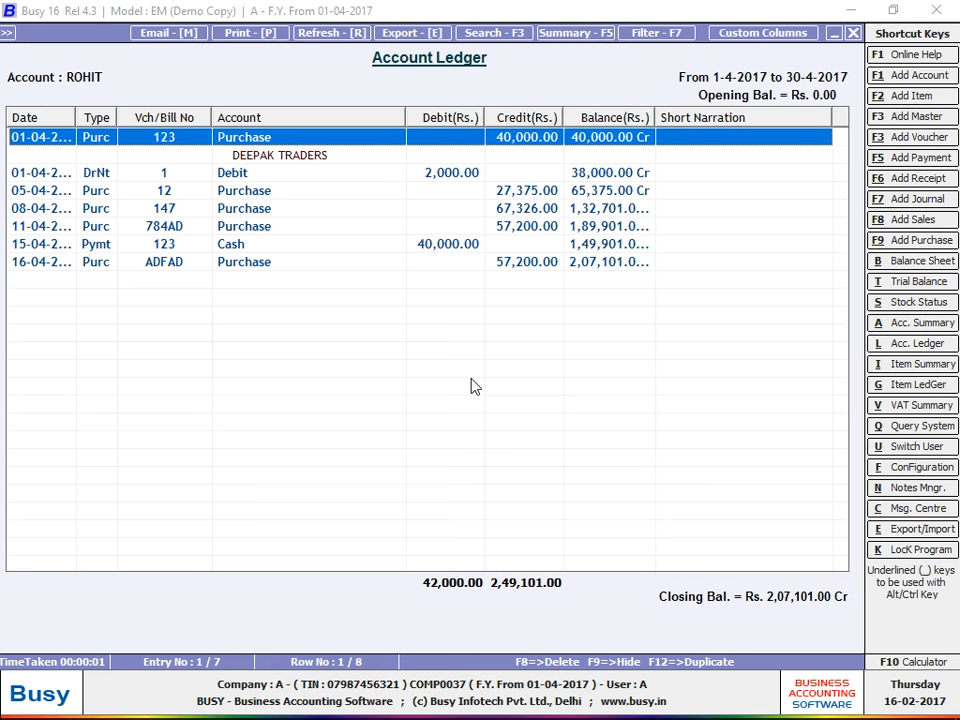 Busy 16 Rel 4.3 | Model : EM (Demo Copy) | A - F.Y. From 01-04-2017
>> Email - [M] Print - [P] Refresh - [R] Export - [E] Search - F3 Summary - F5 Filter - F7 Custom Columns
Account Ledger
Account : ROHIT From 1-4-2017 to 30-4-2017
Opening Bal. = Rs. 0.00
Date Type Vch/Bill No Account Debit(Rs.) Credit(Rs.) Balance(Rs.) Short Narration
01-04-2... Purc 123 Purchase 40,000.00 40,000.00 Cr
DEEPAK TRADERS
01-04-2... DrNt 1 Debit 2,000.00 38,000.00 Cr
05-04-2... Purc 12 Purchase 27,375.00 65,375.00 Cr
08-04-2... Purc 147 Purchase 67,326.00 1,32,701.0...
11-04-2... Purc 784AD Purchase 57,200.00 1,89,901.0...
15-04-2... Pymt 123 Cash 40,000.00 1,49,901.0...
16-04-2... Purc ADFAD Purchase 57,200.00 2,07,101.0...
42,000.00 2,49,101.00
Closing Bal. = Rs. 2,07,101.00 Cr
Shortcut Keys
F1 Online Help
F1 Add Account
F2 Add Item
F3 Add Master
F3 Add Voucher
F5 Add Payment
F6 Add Receipt
F7 Add Journal
F8 Add Sales
F9 Add Purchase
B Balance Sheet
T Trial Balance
S Stock Status
A Acc. Summary
L Acc. Ledger
I Item Summary
G Item LedGer
V VAT Summary
Q Query System
U Switch User
F ConFiguration
N Notes Mngr.
C Msg. Centre
E Export/Import
K LocK Program
Underlined (_) keys
to be used with
Alt/Ctrl Key
TimeTaken 00:00:01 Entry No : 1 / 7 Row No : 1 / 8 F8=>Delete F9=>Hide F12=>Duplicate
F10 Calculator
Busy
Company : A - ( TIN : 07987456321 ) COMP0037 ( F.Y. From 01-04-2017 ) - User : A
BUSY - Business Accounting Software ; (c) Busy Infotech Pvt. Ltd., Delhi ; www.busy.in
BUSINESS
ACCOUNTING
SOFTWARE
Thursday
16-02-2017